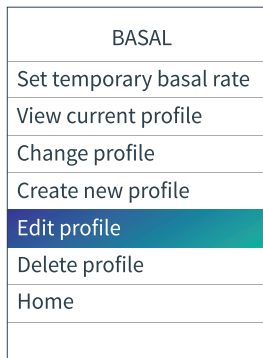 BASAL
Set temporary basal rate
View current profile
Change profile
Create new profile
Edit profile
Delete profile
Home